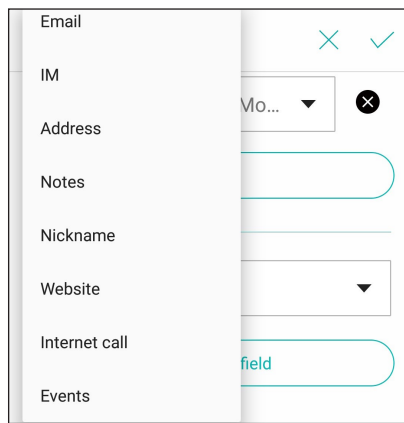 Email
IM
Mo...
Address
Notes
Nickname
Website
Internet call
field
Events